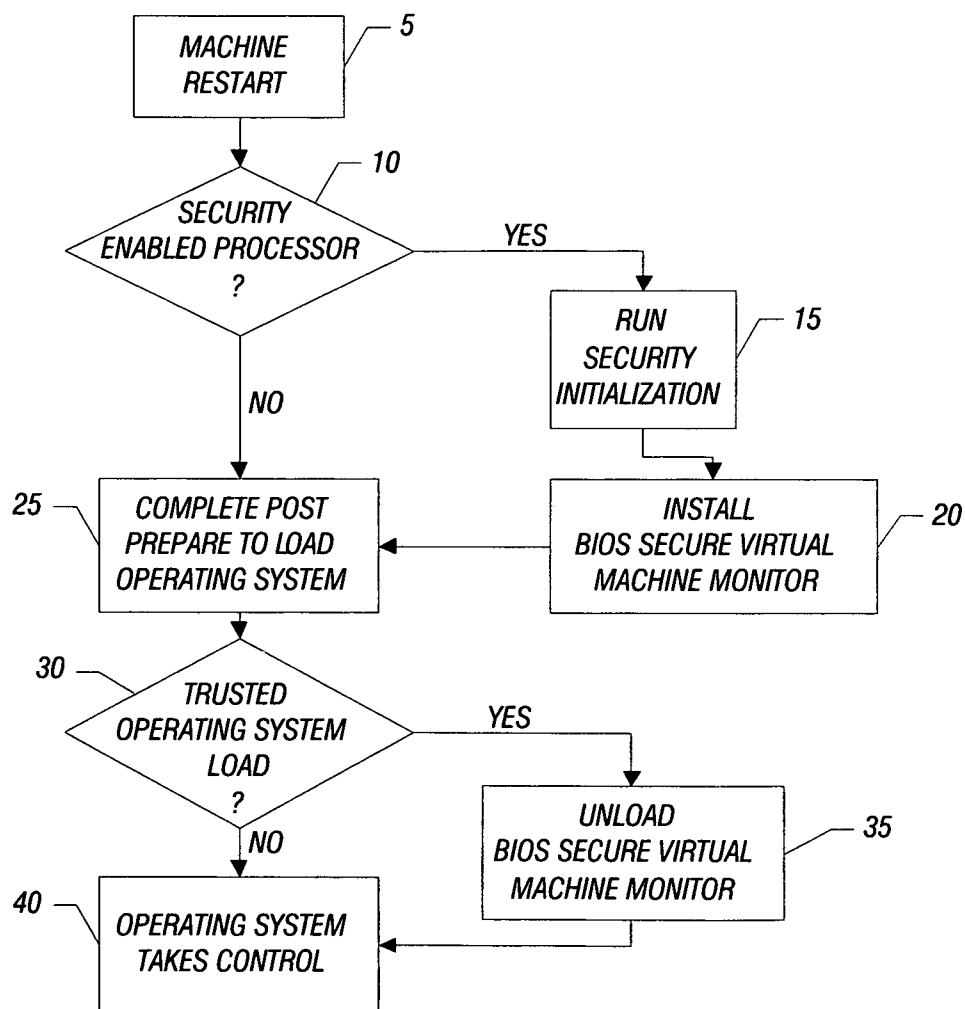 MACHINE
RESTART
5
10
SECURITY
ENABLED PROCESSOR
?
YES
RUN
SECURITY
INITIALIZATION
15
NO
25
COMPLETE POST
PREPARE TO LOAD
OPERATING SYSTEM
INSTALL
BIOS SECURE VIRTUAL
MACHINE MONITOR
20
30
TRUSTED
OPERATING SYSTEM
LOAD
?
YES
UNLOAD
BIOS SECURE VIRTUAL
MACHINE MONITOR
35
NO
40
OPERATING SYSTEM
TAKES CONTROL